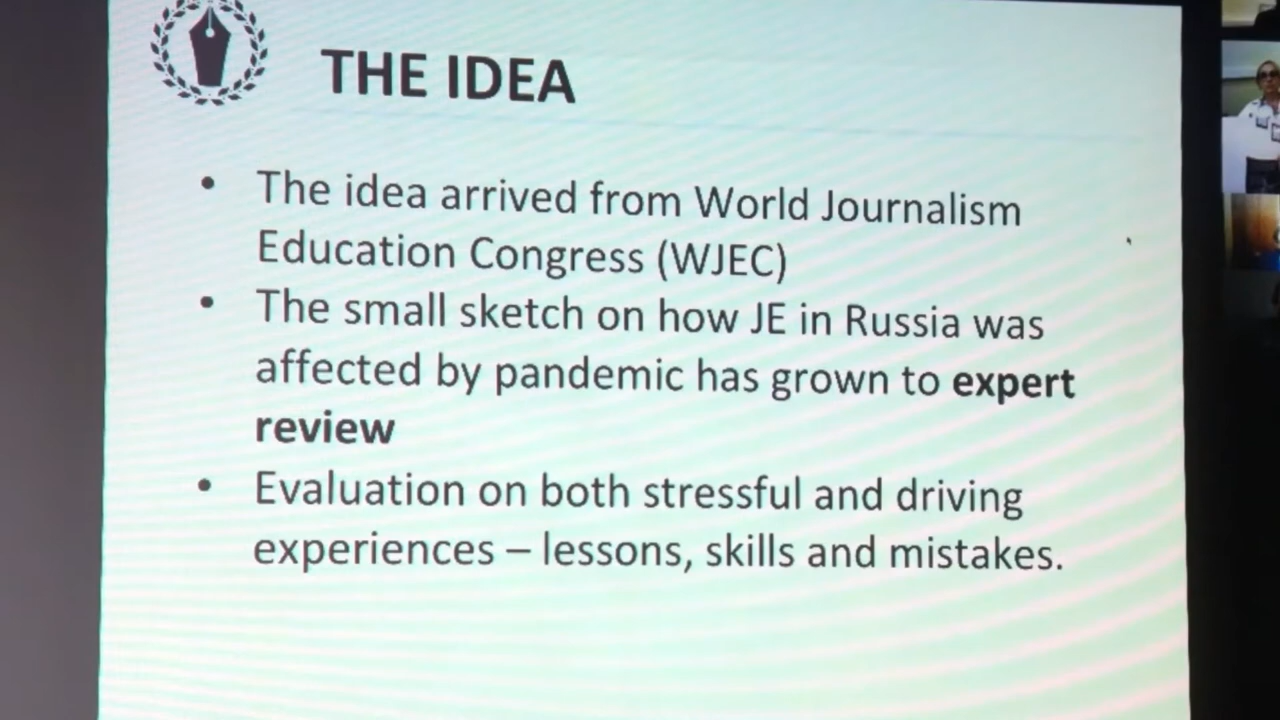 THE IDEA
• The idea arrived from World Journalism
Education Congress (WJEC)
• The small sketch on how JE in Russia was
affected by pandemic has grown to expert
review
• Evaluation on both stressful and driving
experiences – lessons, skills and mistakes.